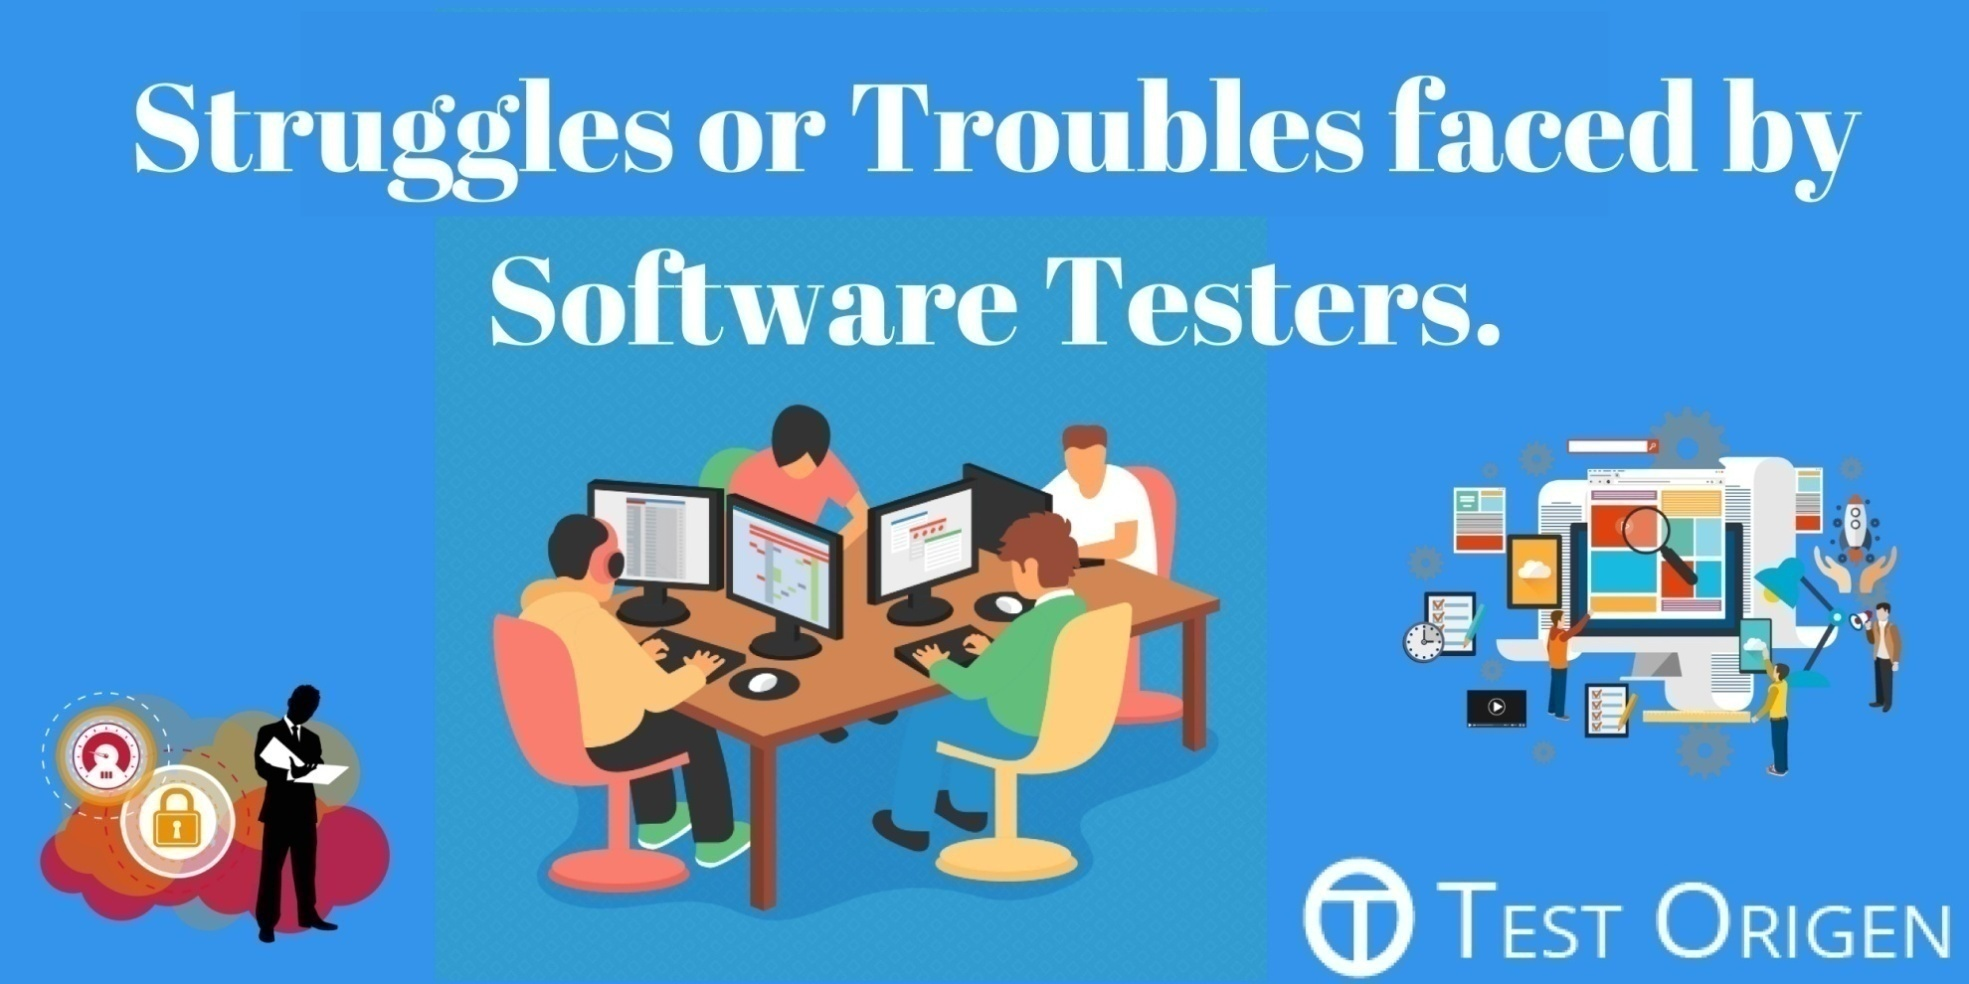 Struggles or Troubles faced by
Software Testers.
TEST ORIGEN